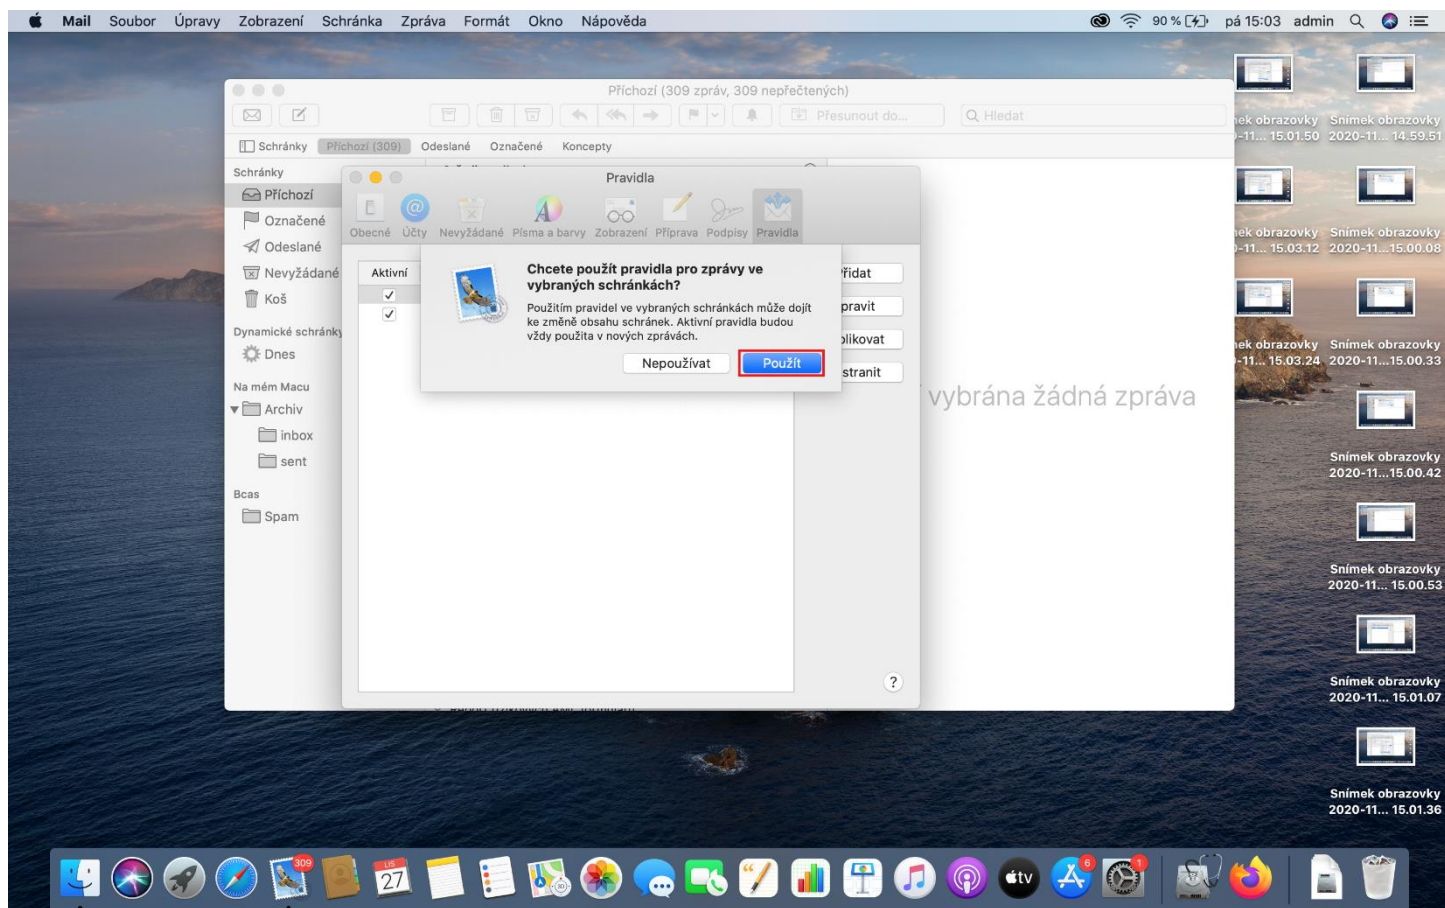 Mail Soubor Úpravy Zobrazení Schránka Zpráva Formát Okno Nápověda
90 % pá 15:03 admin
Příchozí (309 zpráv, 309 nepřečtených)
Přesunout do...
Hledat
Schránky Příchozí (309) Odeslané Označené Koncepty
Schránky
Příchozí
Označené
Odeslané
Nevyžádané
Koš
Dynamické schránky
Dnes
Na mém Macu
Archiv
inbox
sent
Bcas
Spam
Pravidla
Obecné Účty Nevyžádané Písma a barvy Zobrazení Příprava Podpisy Pravidla
Aktivní
Chcete použít pravidla pro zprávy ve
vybraných schránkách?
Použitím pravidel ve vybraných schránkách může dojít
ke změně obsahu schránek. Aktivní pravidla budou
vždy použita v nových zprávách.
Nepoužívat Použít
vybrána žádná zpráva
?
ek obrazovky
-11... 15.01.50
Snímek obrazovky
2020-11... 14.59.51
ek obrazovky
-11... 15.03.12
Snímek obrazovky
2020-11...15.00.08
ek obrazovky
-11... 15.03.24
Snímek obrazovky
2020-11...15.00.33
Snímek obrazovky
2020-11...15.00.42
Snímek obrazovky
2020-11... 15.00.53
Snímek obrazovky
2020-11... 15.01.07
Snímek obrazovky
2020-11... 15.01.36
309
LIS
27
tv
6
1